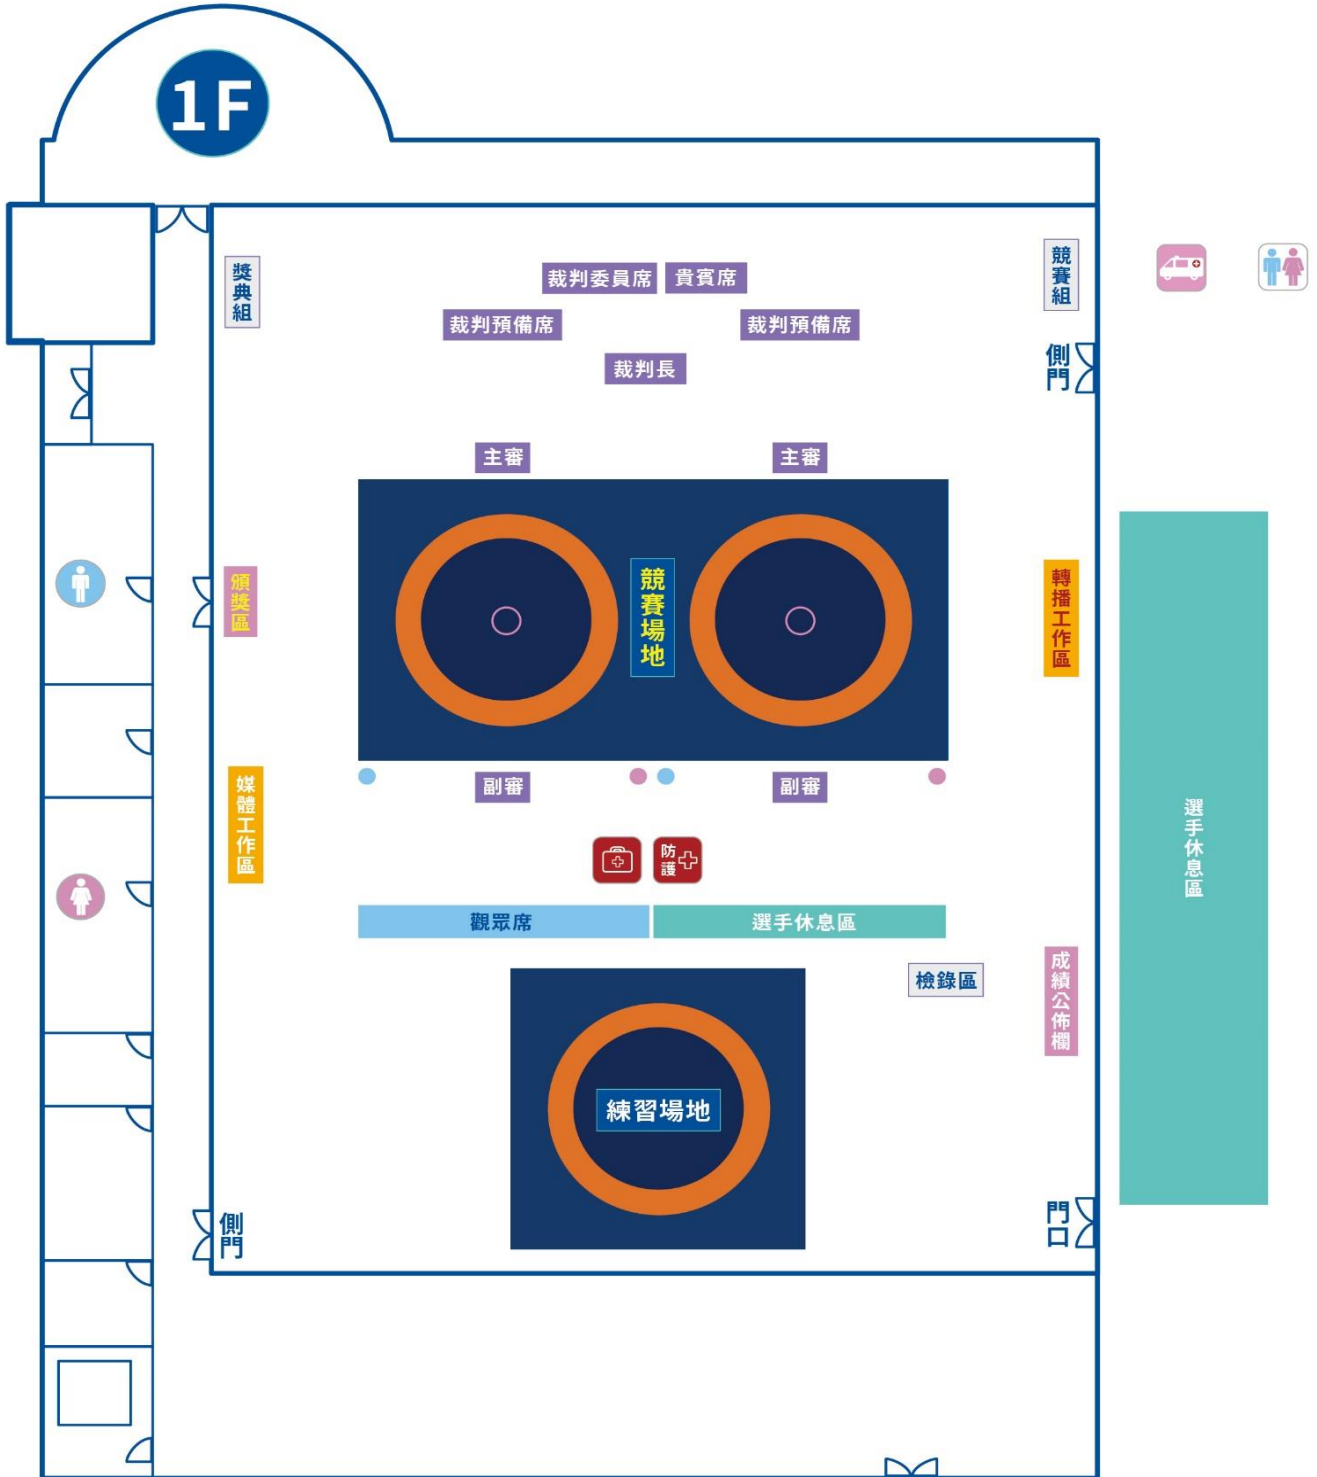 1F
獎典組
裁判委員席
貴賓席
競賽組
裁判預備席
裁判預備席
裁判長
側門
主審
主審
頒獎區
競賽場地
轉播工作區
媒體工作區
副審
副審
防護
選手休息區
觀眾席
選手休息區
檢錄區
成績公佈欄
練習場地
側門
門口